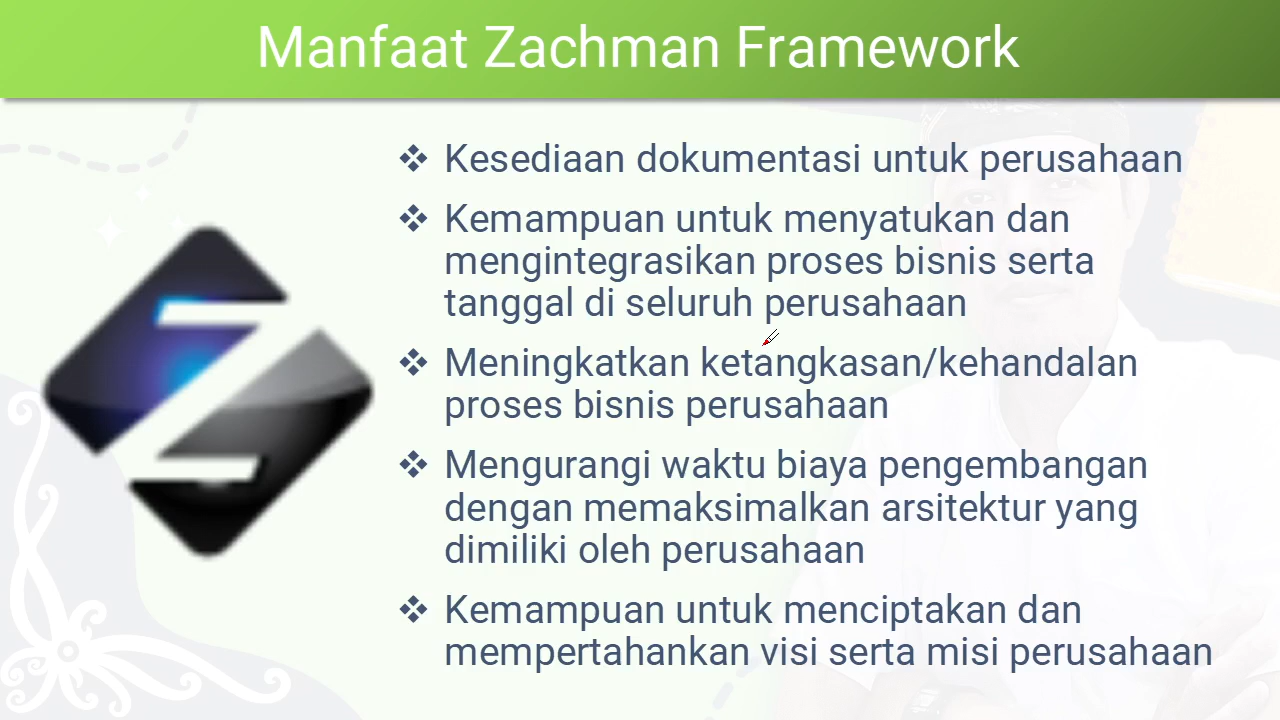 Manfaat Zachman Framework
❖ Kesediaan dokumentasi untuk perusahaan
❖ Kemampuan untuk menyatukan dan
mengintegrasikan proses bisnis serta
tanggal di seluruh perusahaan
❖ Meningkatkan ketangkasan/kehandalan
proses bisnis perusahaan
❖ Mengurangi waktu biaya pengembangan
dengan memaksimalkan arsitektur yang
dimiliki oleh perusahaan
❖ Kemampuan untuk menciptakan dan
mempertahankan visi serta misi perusahaan
Z